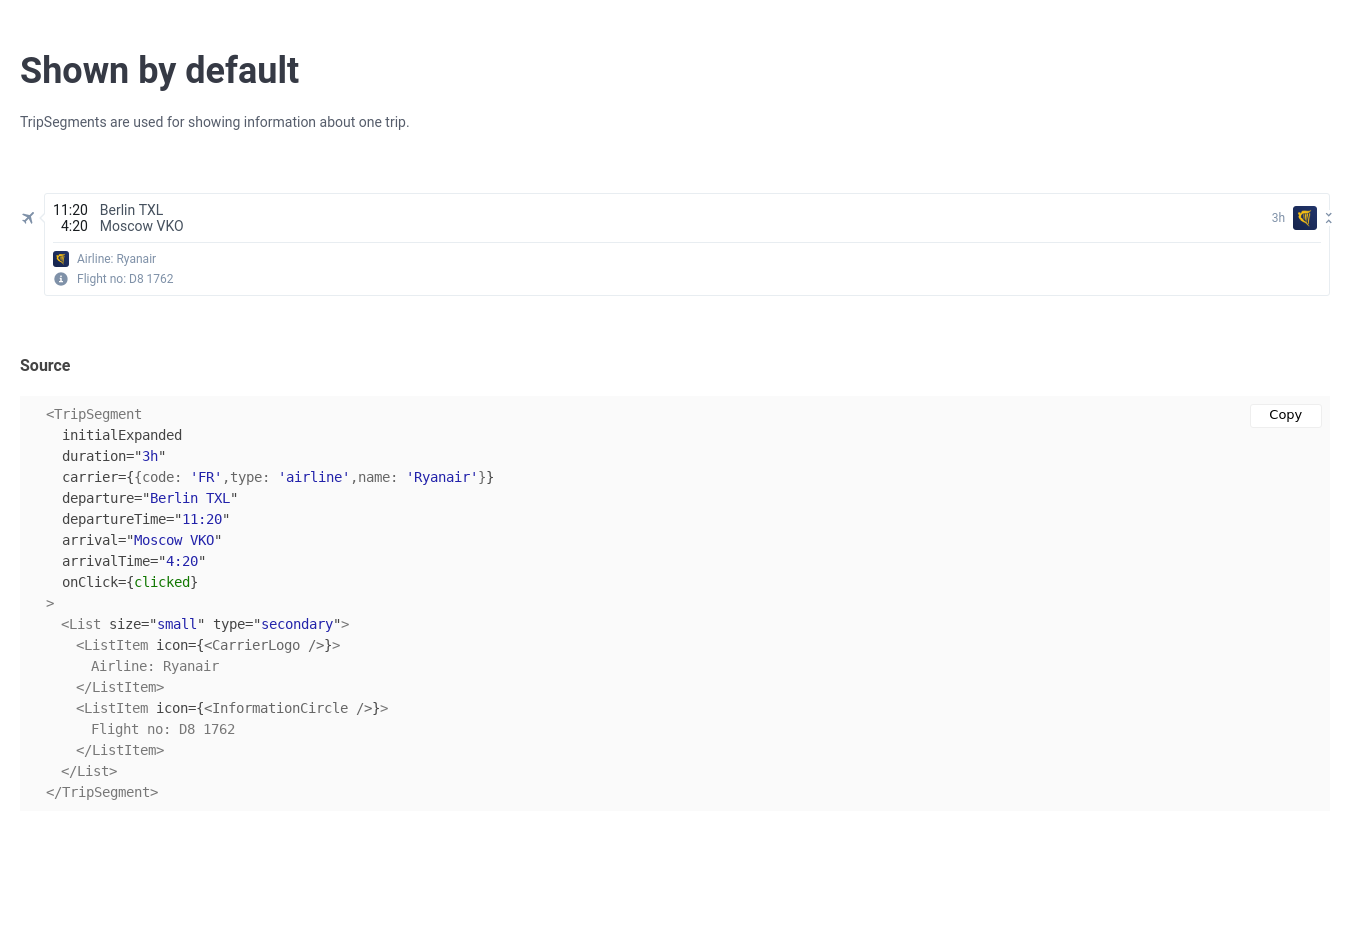 Shown by default
TripSegments are used for showing information about one trip.
11:20 Berlin TXL
4:20 Moscow VKO
3h
Airline: Ryanair
Flight no: D8 1762
Source
Copy
<TripSegment
  initialExpanded
  duration="3h"
  carrier={{code: 'FR',type: 'airline',name: 'Ryanair'}}
  departure="Berlin TXL"
  departureTime="11:20"
  arrival="Moscow VKO"
  arrivalTime="4:20"
  onClick={clicked}
>
  <List size="small" type="secondary">
    <ListItem icon={<CarrierLogo />}>
      Airline: Ryanair
    </ListItem>
    <ListItem icon={<InformationCircle />}>
      Flight no: D8 1762
    </ListItem>
  </List>
</TripSegment>